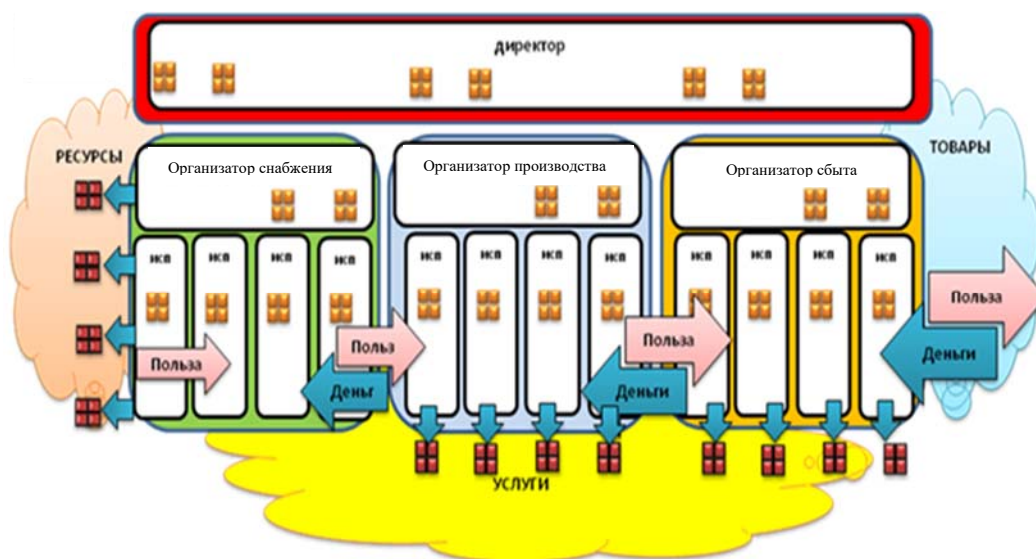 директор
РЕСУРСЫ
ТОВАРЫ
Организатор снабжения
Организатор производства
Организатор сбыта
исп
исп
исп
исп
исп
исп
исп
исп
исп
исп
исп
исп
Польза
Польз
Польза
Польза
Деньг
Деньги
Деньги
УСЛУГИ